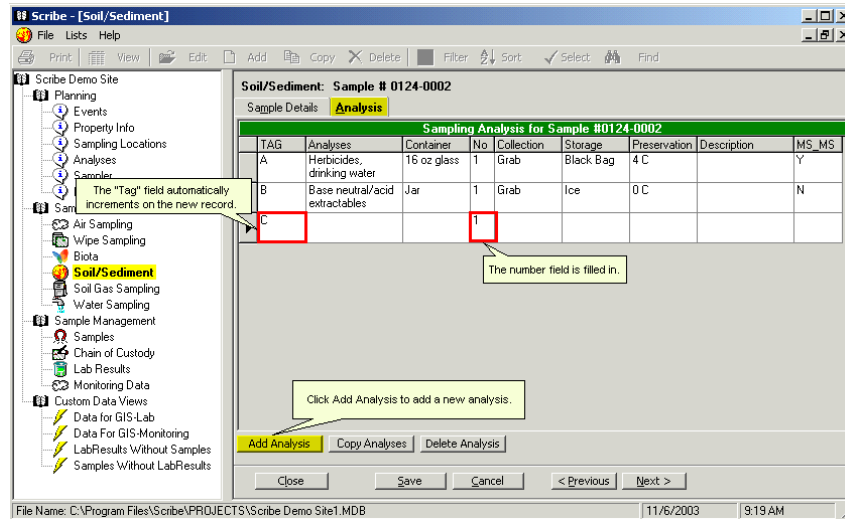 Scribe - [Soil/Sediment]
File Lists Help
Print View Edit Add Copy Delete Filter Sort Select Find
Scribe Demo Site
Planning
Events
Property Info
Sampling Locations
Analyses
Sampler
The "Tag" field automatically
increments on the new record.
Air Sampling
Wipe Sampling
Biota
Soil/Sediment
Soil Gas Sampling
Water Sampling
Sample Management
Samples
Chain of Custody
Lab Results
Monitoring Data
Custom Data Views
Data for GIS-Lab
Data For GIS-Monitoring
LabResults Without Samples
Samples Without LabResults
Soil/Sediment: Sample # 0124-0002
Sample Details Analysis
Sampling Analysis for Sample #0124-0002
TAG Analyses Container No Collection Storage Preservation Description MS_MS
A Herbicides, 16 oz glass 1 Grab Black Bag 4 C Y
drinking water
B Base neutral/acid Jar 1 Grab Ice 0 C N
extractables
C 1
The number field is filled in.
Click Add Analysis to add a new analysis.
Add Analysis Copy Analyses Delete Analysis
Close Save Cancel < Previous Next >
File Name: C:\Program Files\Scribe\PROJECTS\Scribe Demo Site1.MDB 11/6/2003 9:19 AM